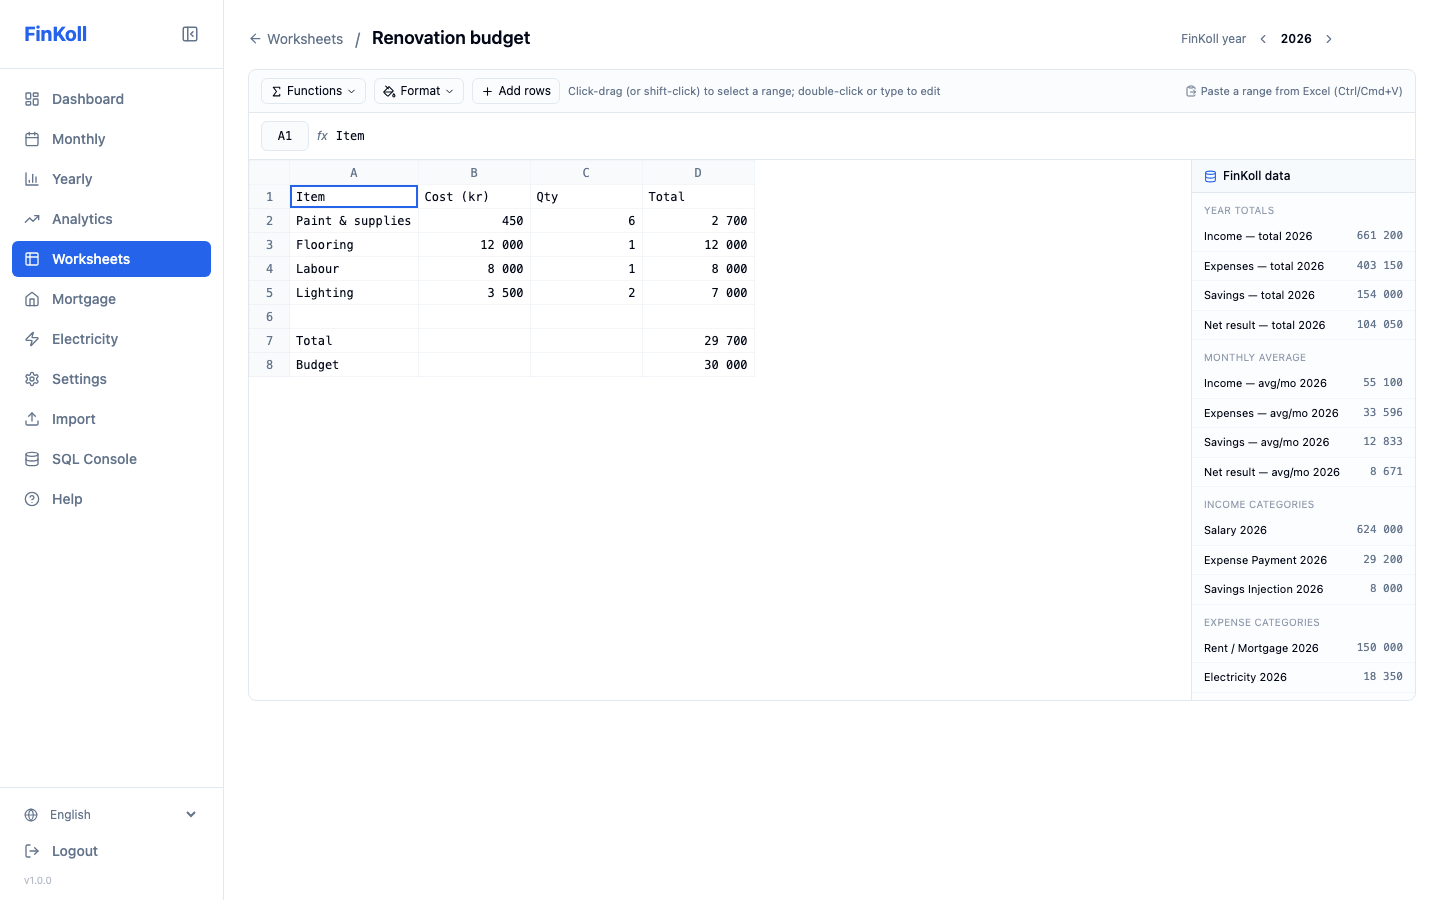 FinKoll
Dashboard
Monthly
Yearly
Analytics
Worksheets
Mortgage
Electricity
Settings
Import
SQL Console
Help
English
Logout
v1.0.0
Worksheets / Renovation budget
FinKoll year 2026
Functions Format Add rows Click-drag (or shift-click) to select a range; double-click or type to edit Paste a range from Excel (Ctrl/Cmd+V)
A1 fx Item
A B C D
1 Item Cost (kr) Qty Total
2 Paint & supplies 450 6 2 700
3 Flooring 12 000 1 12 000
4 Labour 8 000 1 8 000
5 Lighting 3 500 2 7 000
6
7 Total 29 700
8 Budget 30 000
FinKoll data
YEAR TOTALS
Income — total 2026 661 200
Expenses — total 2026 403 150
Savings — total 2026 154 000
Net result — total 2026 104 050
MONTHLY AVERAGE
Income — avg/mo 2026 55 100
Expenses — avg/mo 2026 33 596
Savings — avg/mo 2026 12 833
Net result — avg/mo 2026 8 671
INCOME CATEGORIES
Salary 2026 624 000
Expense Payment 2026 29 200
Savings Injection 2026 8 000
EXPENSE CATEGORIES
Rent / Mortgage 2026 150 000
Electricity 2026 18 350